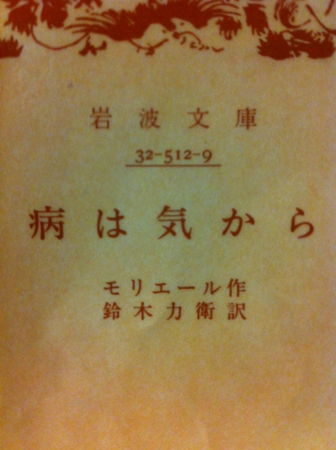 岩波文庫
32-512-9
病は気から
モリエール作
鈴木力衛訳